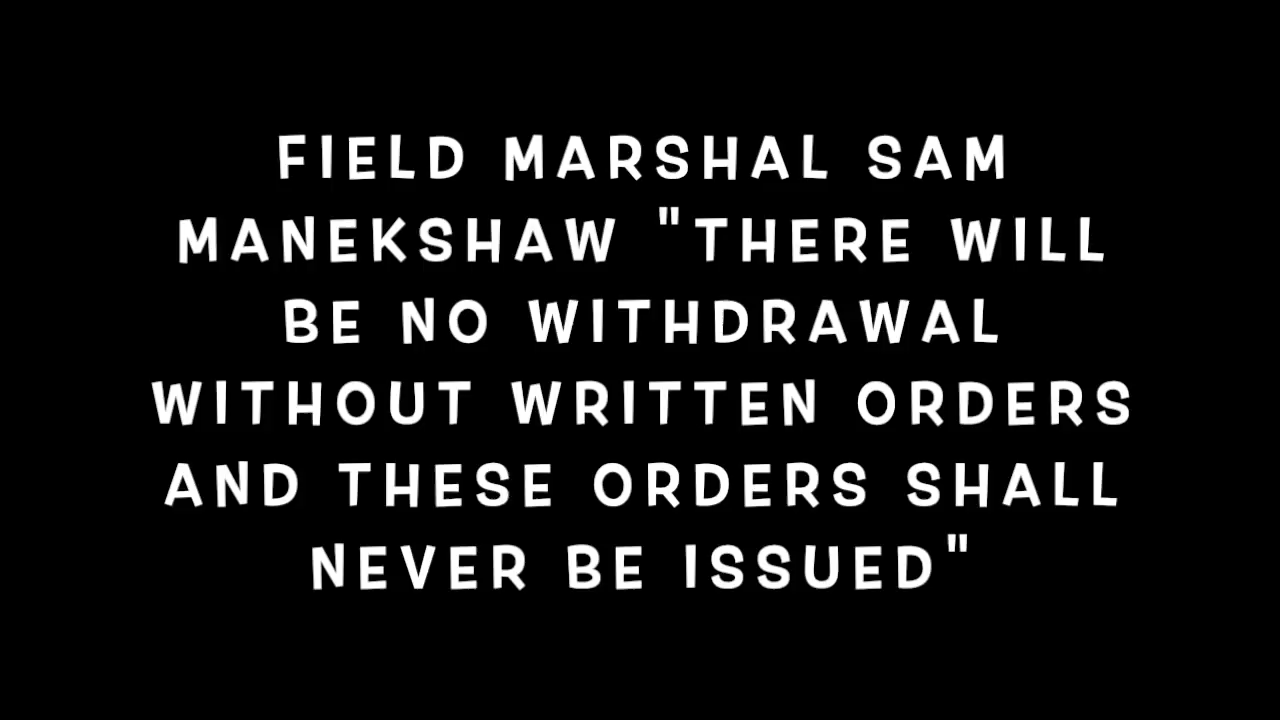 FIELD MARSHAL SAM
MANEKSHAW "THERE WILL
BE NO WITHDRAWAL
WITHOUT WRITTEN ORDERS
AND THESE ORDERS SHALL
NEVER BE ISSUED"